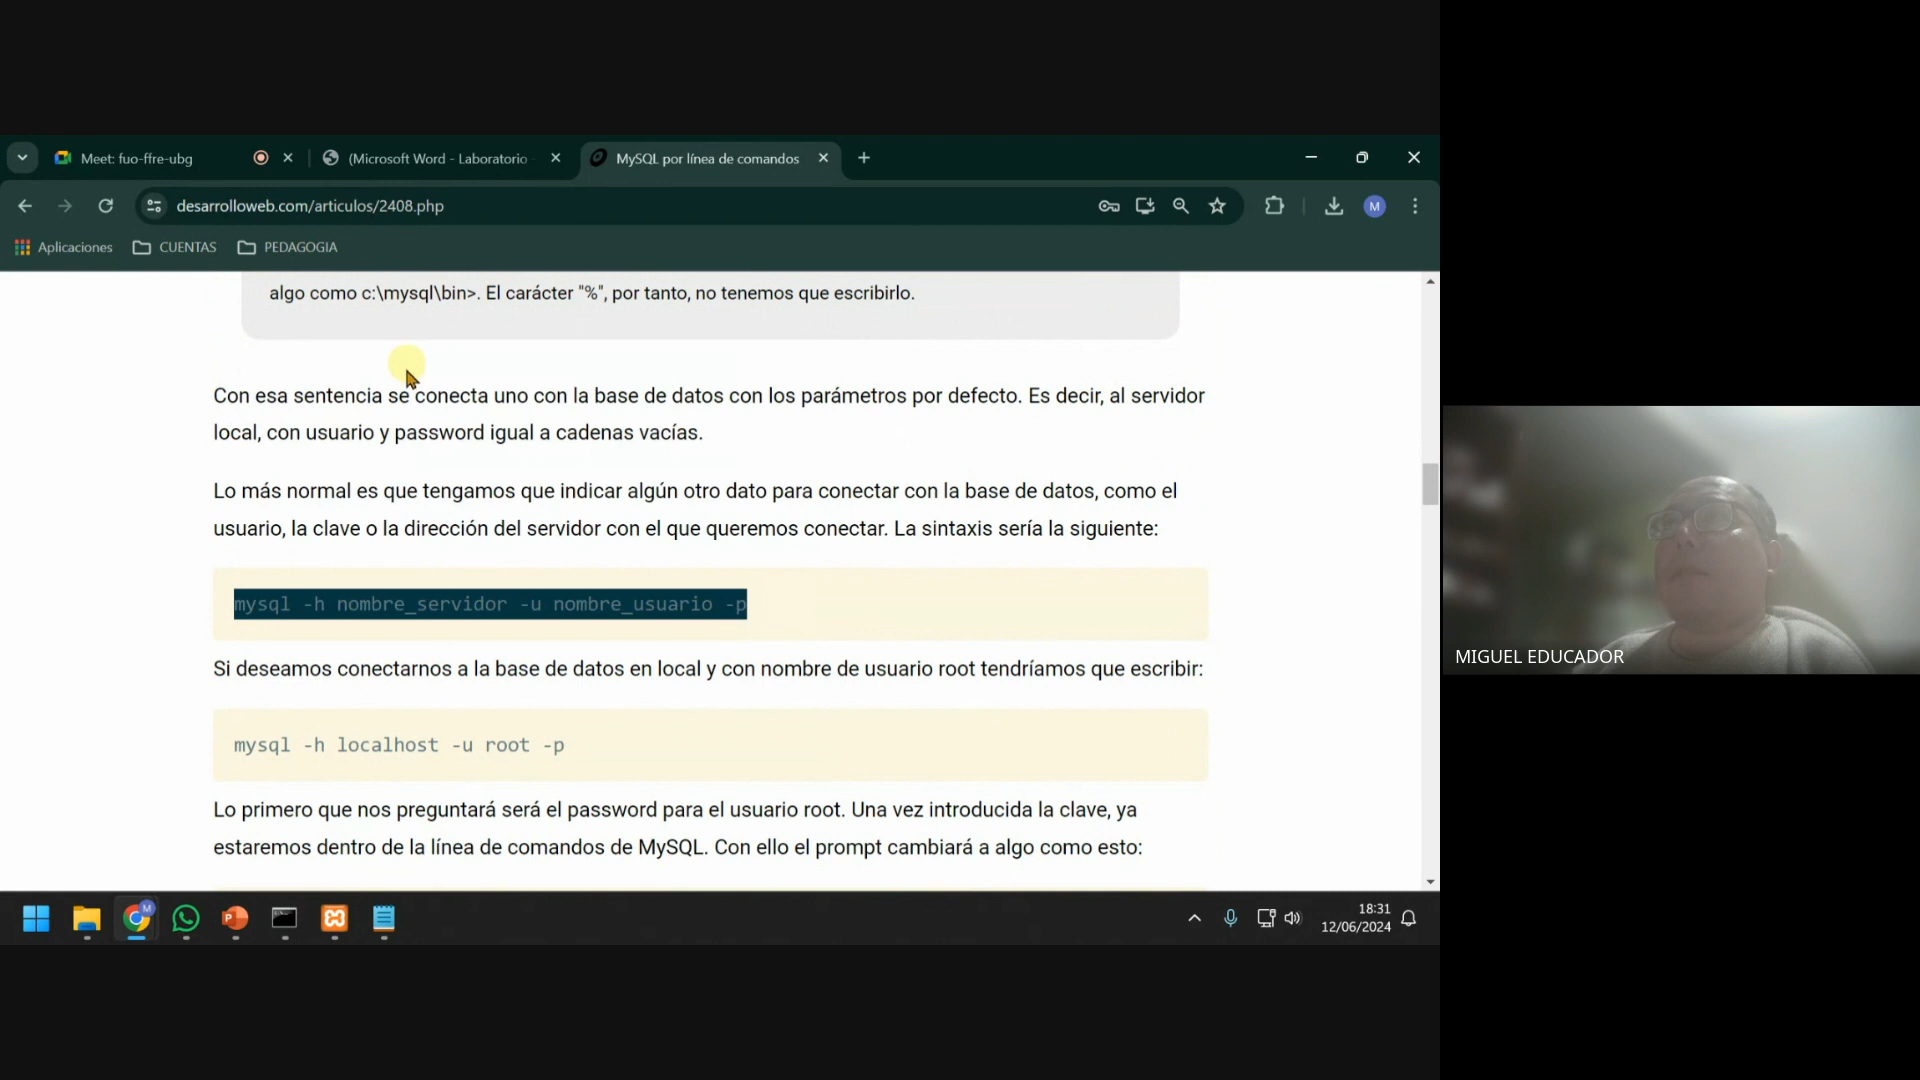 Meet: fuo-ffre-ubg
(Microsoft Word - Laboratorio
MySQL por línea de comandos
desarrolloweb.com/articulos/2408.php
M
Aplicaciones
CUENTAS
PEDAGOGIA
algo como c:\mysql\bin>. El carácter "%", por tanto, no tenemos que escribirlo.
Con esa sentencia se conecta uno con la base de datos con los parámetros por defecto. Es decir, al servidor
local, con usuario y password igual a cadenas vacías.
Lo más normal es que tengamos que indicar algún otro dato para conectar con la base de datos, como el
usuario, la clave o la dirección del servidor con el que queremos conectar. La sintaxis sería la siguiente:
mysql -h nombre_servidor -u nombre_usuario -p
Si deseamos conectarnos a la base de datos en local y con nombre de usuario root tendríamos que escribir:
mysql -h localhost -u root -p
Lo primero que nos preguntará será el password para el usuario root. Una vez introducida la clave, ya
estaremos dentro de la línea de comandos de MySQL. Con ello el prompt cambiará a algo como esto:
MIGUEL EDUCADOR
18:31
12/06/2024